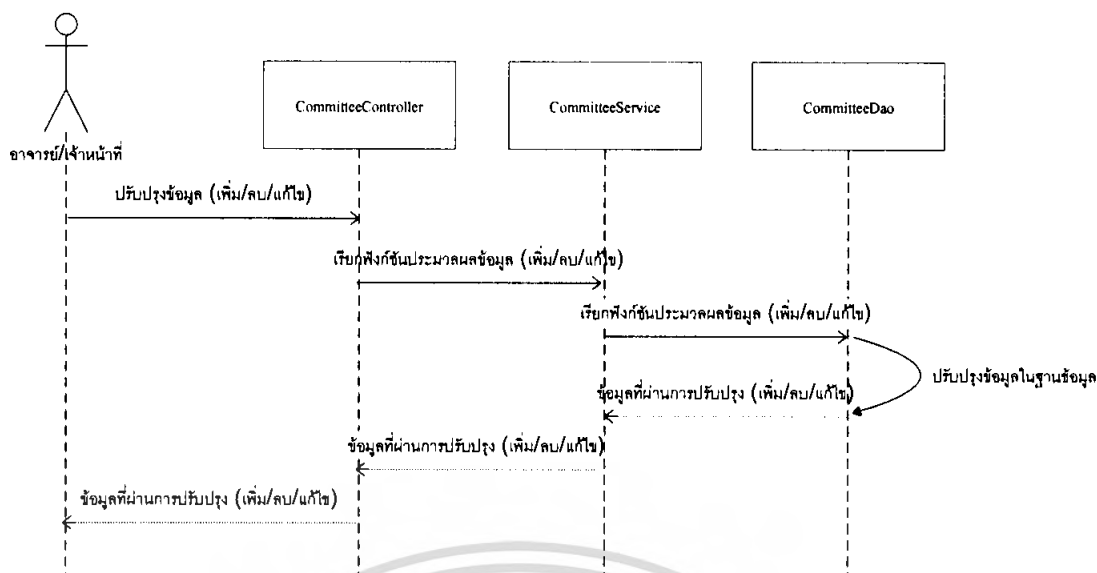 CommitteeController
CommitteeService
CommitteeDao
อาจารย์/เจ้าหน้าที่
ปรับปรุงข้อมูล (เพิ่ม/ลบ/แก้ไข)
เรียกฟังก์ชันประมวลผลข้อมูล (เพิ่ม/ลบ/แก้ไข)
เรียกฟังก์ชันประมวลผลข้อมูล (เพิ่ม/ลบ/แก้ไข)
ปรับปรุงข้อมูลในฐานข้อมูล
ข้อมูลที่ผ่านการปรับปรุง (เพิ่ม/ลบ/แก้ไข)
ข้อมูลที่ผ่านการปรับปรุง (เพิ่ม/ลบ/แก้ไข)
ข้อมูลที่ผ่านการปรับปรุง (เพิ่ม/ลบ/แก้ไข)